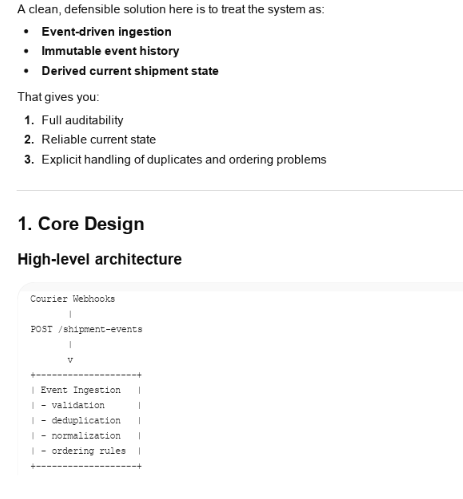 A clean, defensible solution here is to treat the system as:
• Event-driven ingestion
• Immutable event history
• Derived current shipment state
That gives you:
1. Full auditability
2. Reliable current state
3. Explicit handling of duplicates and ordering problems
1. Core Design
High-level architecture
Courier Webhooks
|
POST /shipment-events
|
v
+-------------------+
| Event Ingestion   |
| - validation      |
| - deduplication   |
| - normalization   |
| - ordering rules  |
+-------------------+